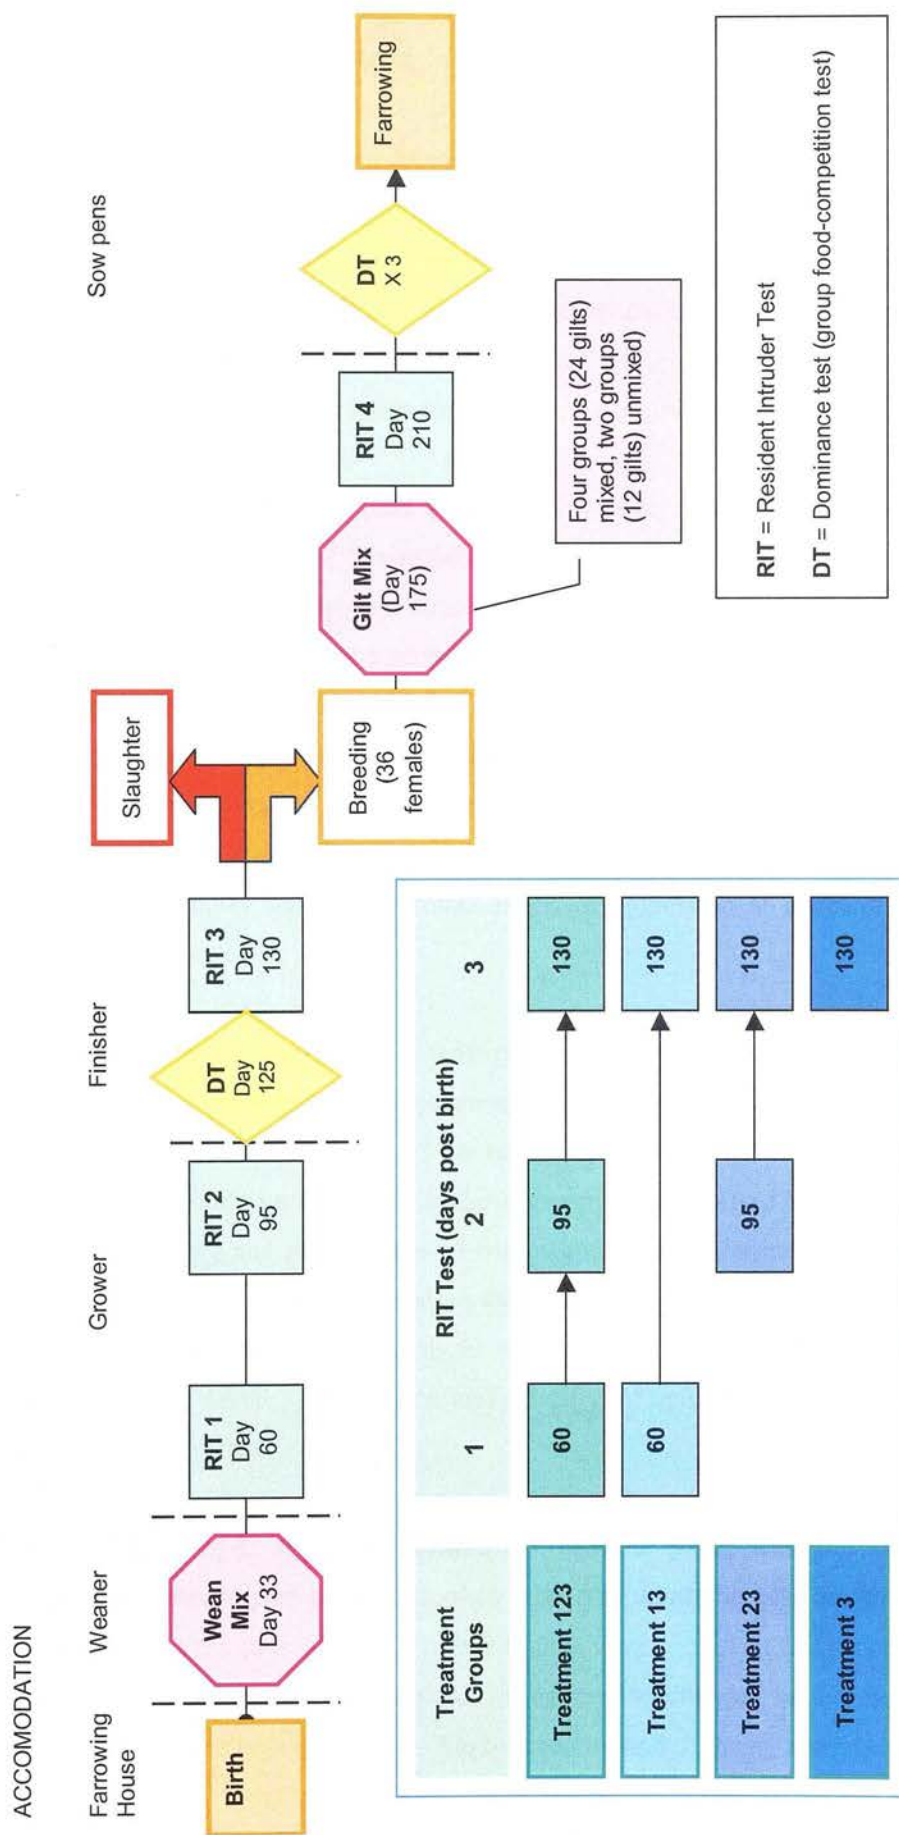 ACCOMODATION
Farrowing
House
Weaner
Grower
Finisher
Sow pens
Birth
Wean
Mix
Day 33
RIT 1
Day
60
RIT 2
Day
95
DT
Day
125
RIT 3
Day
130
Slaughter
Breeding
(36
females)
Gilt Mix
(Day
175)
RIT 4
Day
210
DT
X 3
Farrowing
Four groups (24 gilts)
mixed, two groups
(12 gilts) unmixed)
Treatment
Groups
RIT Test (days post birth)
1 2 3
Treatment 123 60 95 130
Treatment 13 60 130
Treatment 23 95 130
Treatment 3 130
RIT = Resident Intruder Test
DT = Dominance test (group food-competition test)